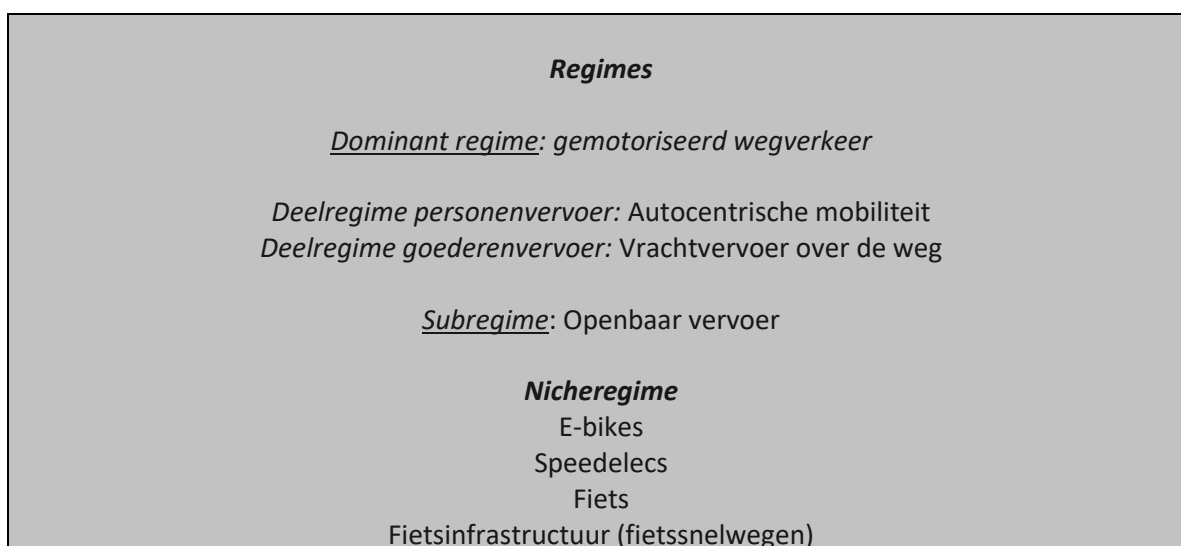 Regimes
Dominant regime: gemotoriseerd wegverkeer
Deelregime personenvervoer: Autocentrische mobiliteit
Deelregime goederenvervoer: Vrachtvervoer over de weg
Subregime: Openbaar vervoer
Nicheregime
E-bikes
Speedelecs
Fiets
Fietsinfrastructuur (fietssnelwegen)